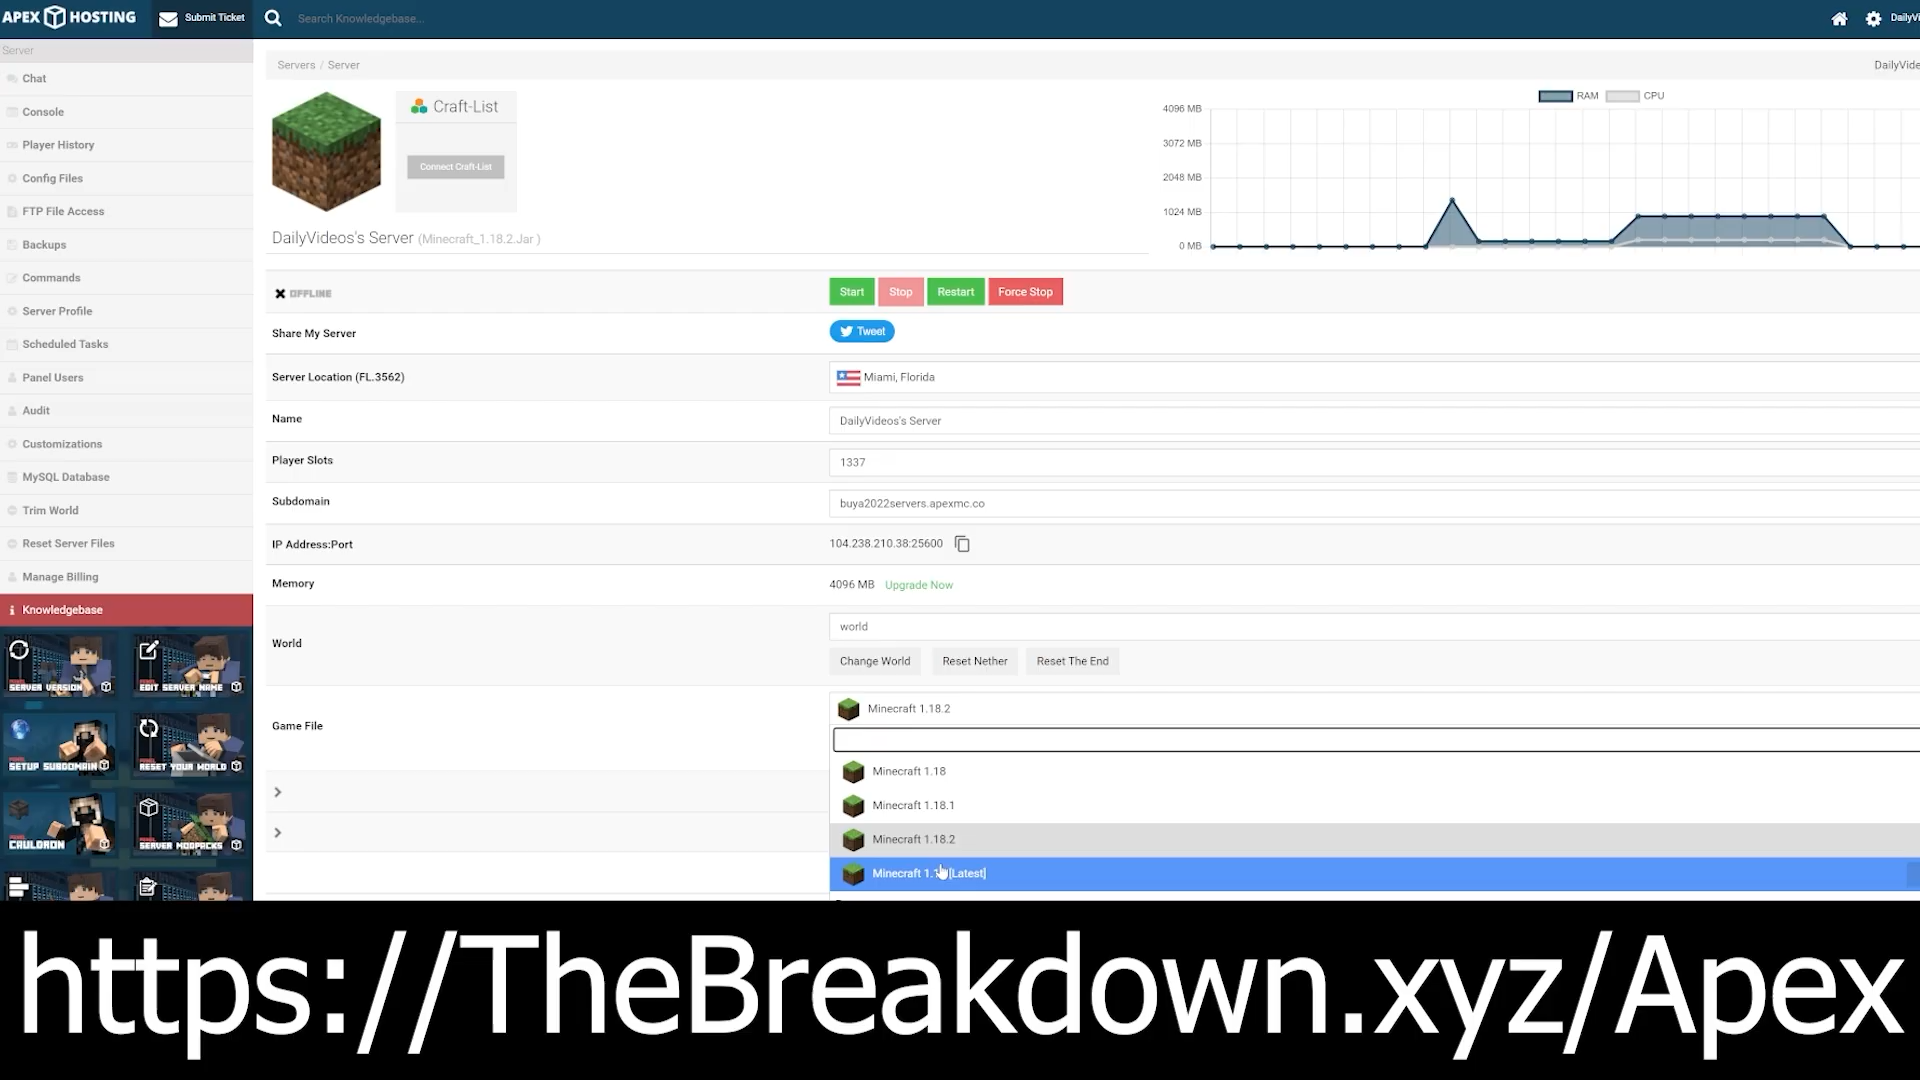 APEX HOSTING
Submit Ticket
Search Knowledgebase...
DailyVi
Server
Chat
Console
Player History
Config Files
FTP File Access
Backups
Commands
Server Profile
Scheduled Tasks
Panel Users
Audit
Customizations
MySQL Database
Trim World
Reset Server Files
Manage Billing
Knowledgebase
SERVER VERSION
EDIT SERVER NAME
SETUP SUBDOMAIN
RESET YOUR WORLD
CAULDRON
SERVER MODPACKS
Servers / Server
DailyVide
Craft-List
Connect Craft-List
DailyVideos's Server (Minecraft_1.18.2.Jar )
RAM CPU
4096 MB
3072 MB
2048 MB
1024 MB
0 MB
OFFLINE
Start Stop Restart Force Stop
Share My Server
Tweet
Server Location (FL.3562)
Miami, Florida
Name
DailyVideos's Server
Player Slots
1337
Subdomain
buya2022servers.apexmc.co
IP Address:Port
104.238.210.38:25600
Memory
4096 MB Upgrade Now
World
world
Change World Reset Nether Reset The End
Game File
Minecraft 1.18.2
Minecraft 1.18
Minecraft 1.18.1
Minecraft 1.18.2
Minecraft [Latest]
https://TheBreakdown.xyz/Apex